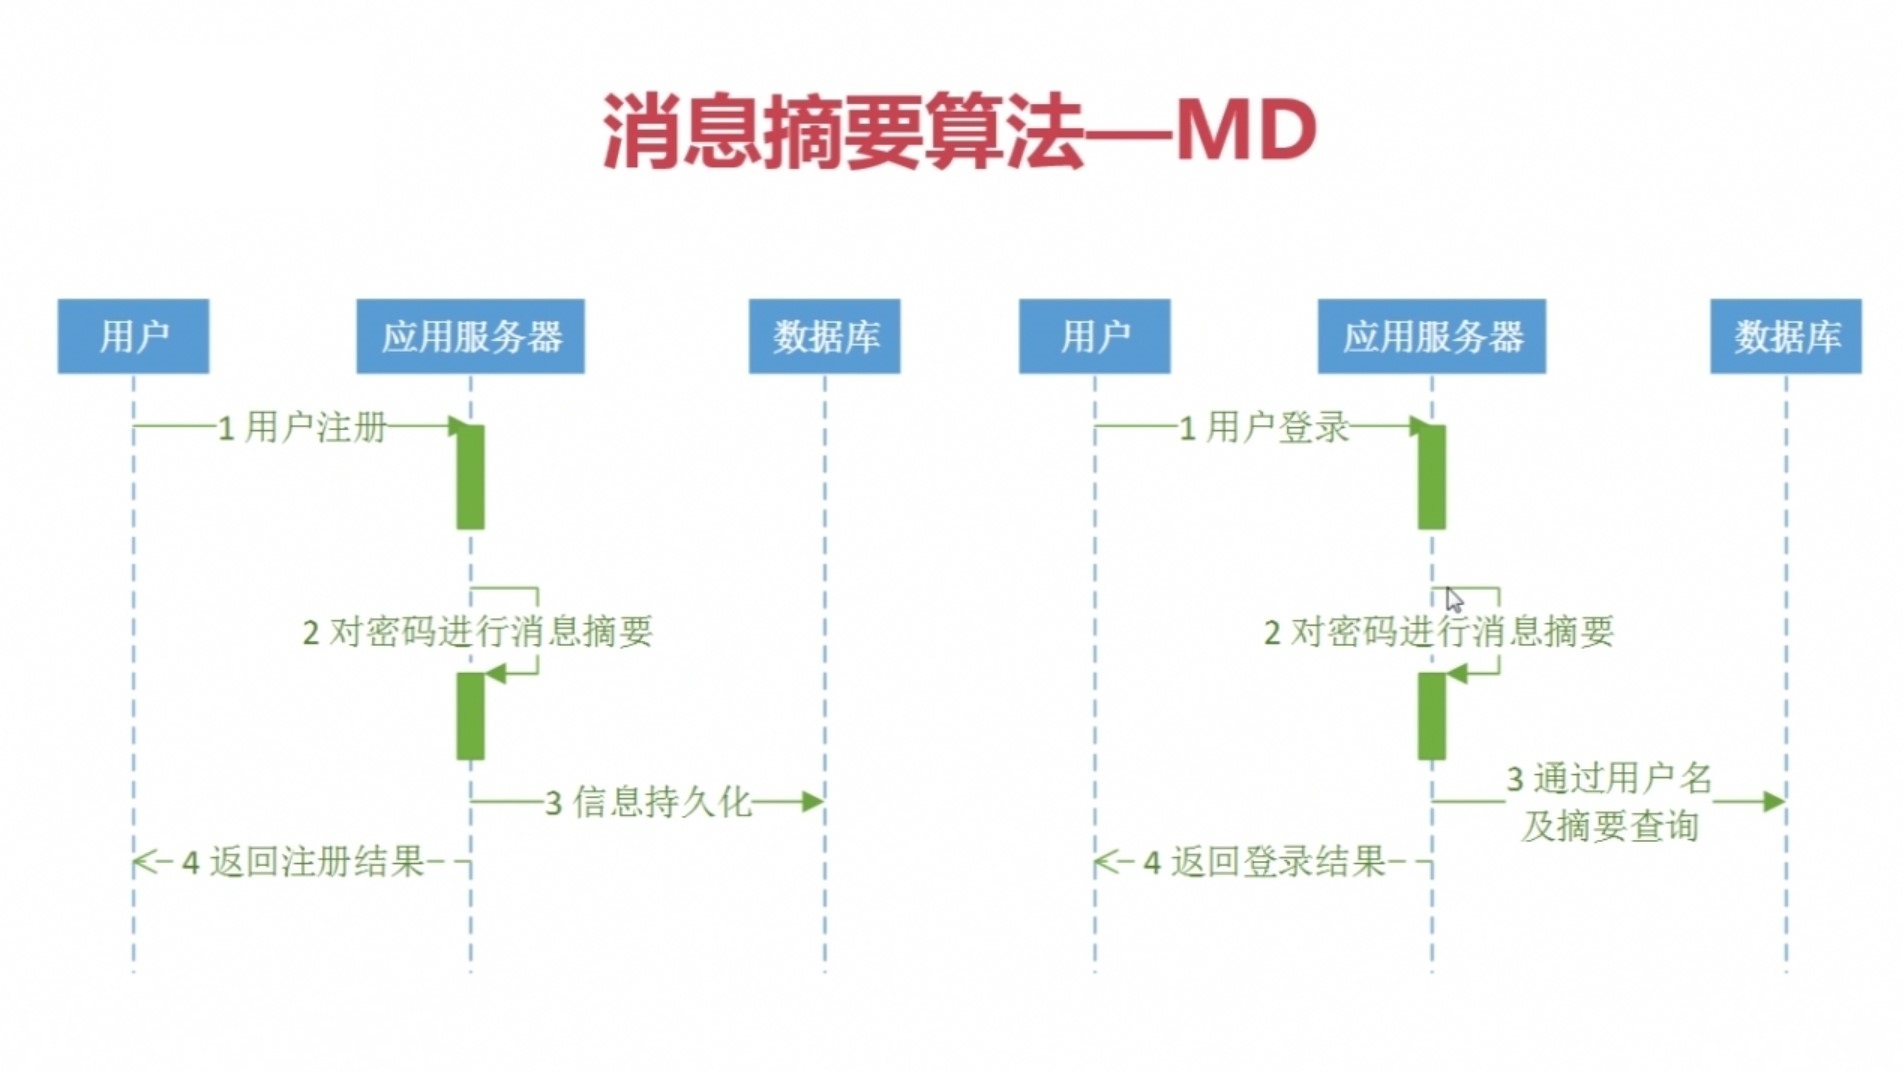 消息摘要算法—MD
用户
应用服务器
数据库
1 用户注册
2 对密码进行消息摘要
3 信息持久化
4 返回注册结果
用户
应用服务器
数据库
1 用户登录
2 对密码进行消息摘要
3 通过用户名
及摘要查询
4 返回登录结果